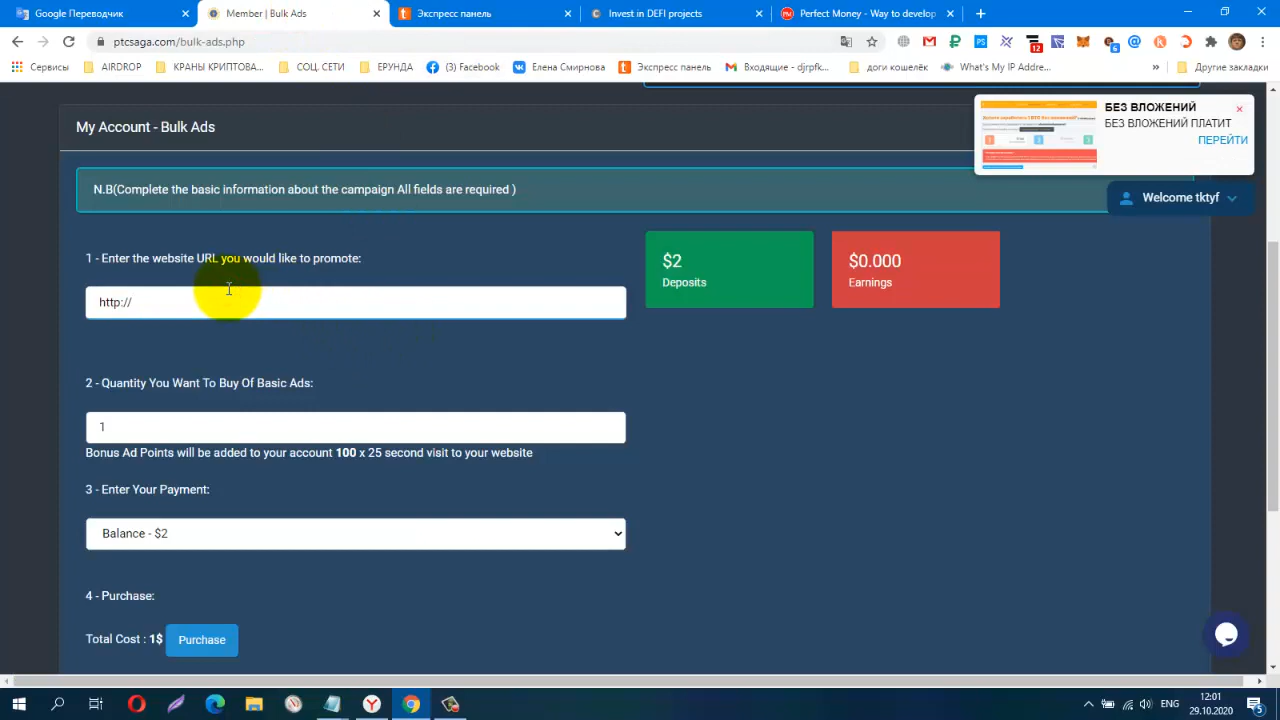 Google Переводчик
Member | Bulk Ads
Экспресс панель
Invest in DEFI projects
Perfect Money - Way to develop
ptcsaga.com/bulk-ads.php
12
6
Сервисы
AIRDROP
КРАНЫ КРИПТОВА...
СОЦ. СЕТИ
ЕРУНДА
(3) Facebook
Елена Смирнова
Экспресс панель
Входящие - djrpfk...
доги кошелёк
What's My IP Addre...
»
Другие закладки
My Account - Bulk Ads
БЕЗ ВЛОЖЕНИЙ
БЕЗ ВЛОЖЕНИЙ ПЛАТИТ
ПЕРЕЙТИ
N.B(Complete the basic information about the campaign All fields are required )
Welcome tktyf
1 - Enter the website URL you would like to promote:
http://
$2
Deposits
$0.000
Earnings
2 - Quantity You Want To Buy Of Basic Ads:
1
Bonus Ad Points will be added to your account 100 x 25 second visit to your website
3 - Enter Your Payment:
Balance - $2
4 - Purchase:
Total Cost : 1$ Purchase
ENG
12:01
29.10.2020
5